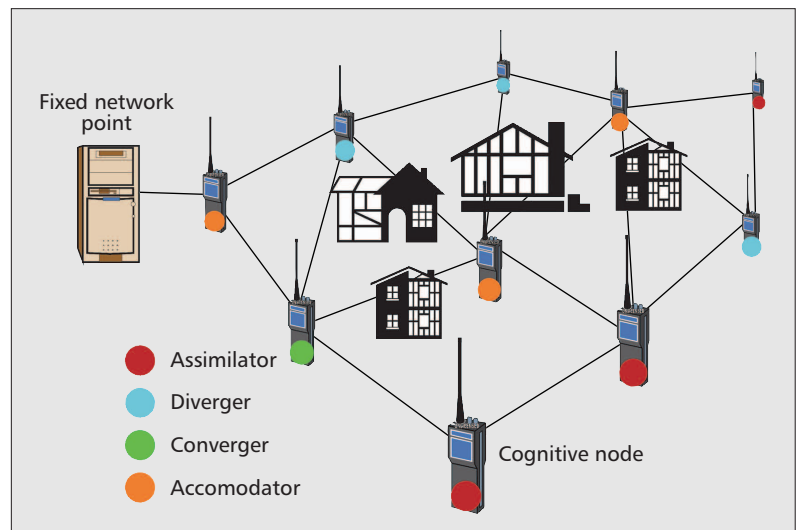 Fixed network
point
Assimilator
Diverger
Converger
Accomodator
Cognitive node